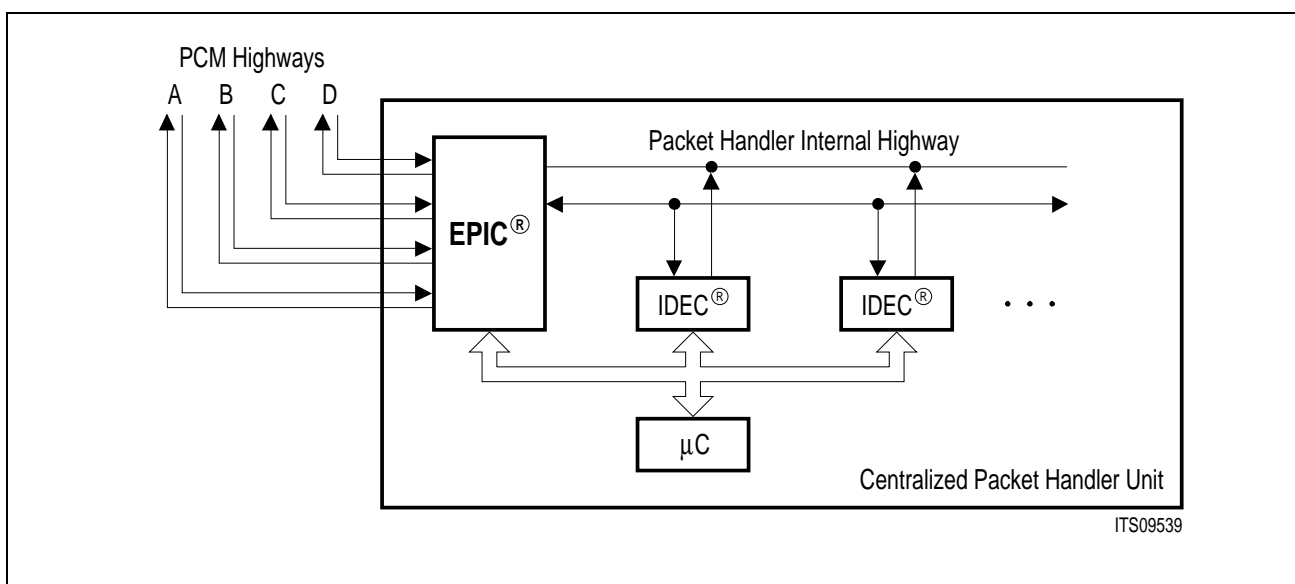 PCM Highways
A B C D
Packet Handler Internal Highway
EPIC®
IDEC®
IDEC®
. . .
µC
Centralized Packet Handler Unit
ITS09539